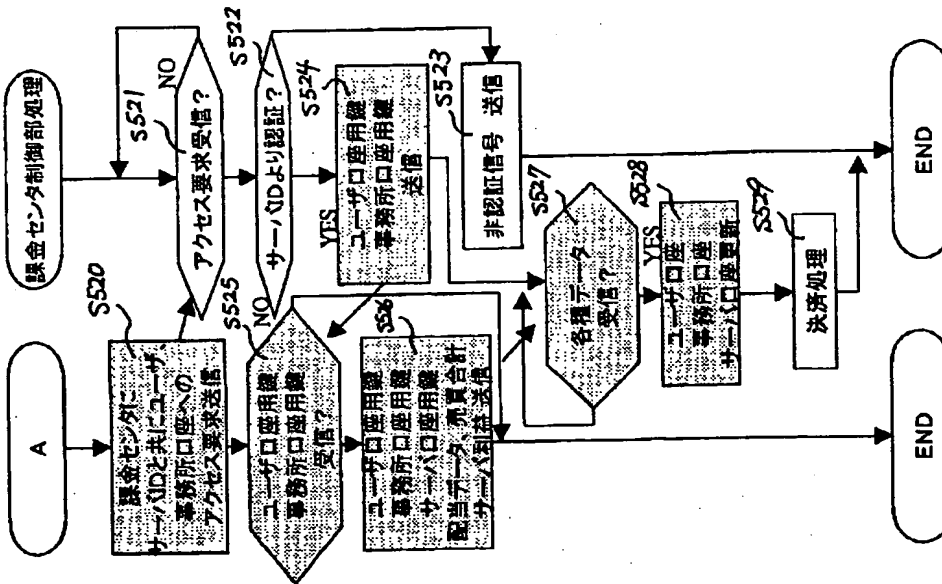 A
S520
課金センタに
サーバIDと共にユーザ、
事務所口座への
アクセス要求送信
S525
ユーザ口座用鍵
事務所口座用鍵
受信?
S526
ユーザ口座用鍵
事務所口座用鍵
サーバ口座用鍵
配当データ、売買合計
サーバ利益 送信
END
課金センタ制御部処理
S521
アクセス要求受信?
NO
S522
サーバIDより認証?
NO
YES
S524
ユーザ口座用鍵
事務所口座用鍵
送信
S523
非認証信号 送信
S527
各種データ
受信?
YES
S528
ユーザ口座
事務所口座
サーバ口座更新
S529
決済処理
END